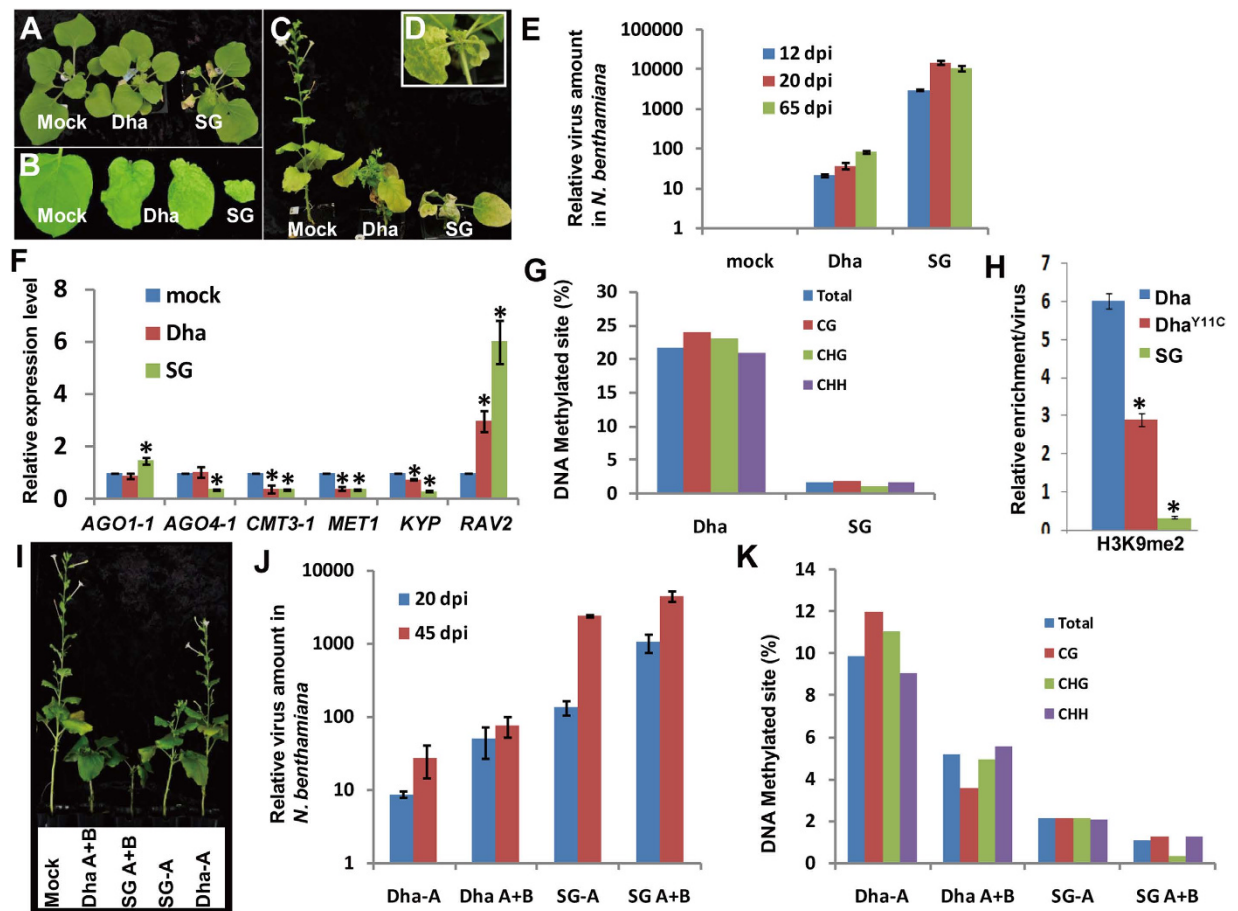 A
Mock
Dha
SG
B
Mock
Dha
SG
C
D
Mock
Dha
SG
E
Relative virus amount
in N. benthamiana
100000
10000
1000
100
10
1
12 dpi
20 dpi
65 dpi
mock
Dha
SG
F
Relative expression level
8
6
4
2
0
mock
Dha
SG
*
*
*
*
*
*
*
*
*
*
AGO1-1
AGO4-1
CMT3-1
MET1
KYP
RAV2
G
DNA Methylated site (%)
30
25
20
15
10
5
0
Total
CG
CHG
CHH
Dha
SG
H
Relative enrichment/virus
7
6
5
4
3
2
1
0
Dha
DhaY11C
SG
*
*
H3K9me2
I
Mock
Dha A+B
SG A+B
SG-A
Dha-A
J
Relative virus amount in
N. benthamiana
10000
1000
100
10
1
20 dpi
45 dpi
Dha-A
Dha A+B
SG-A
SG A+B
K
DNA Methylated site (%)
14
12
10
8
6
4
2
0
Total
CG
CHG
CHH
Dha-A
Dha A+B
SG-A
SG A+B